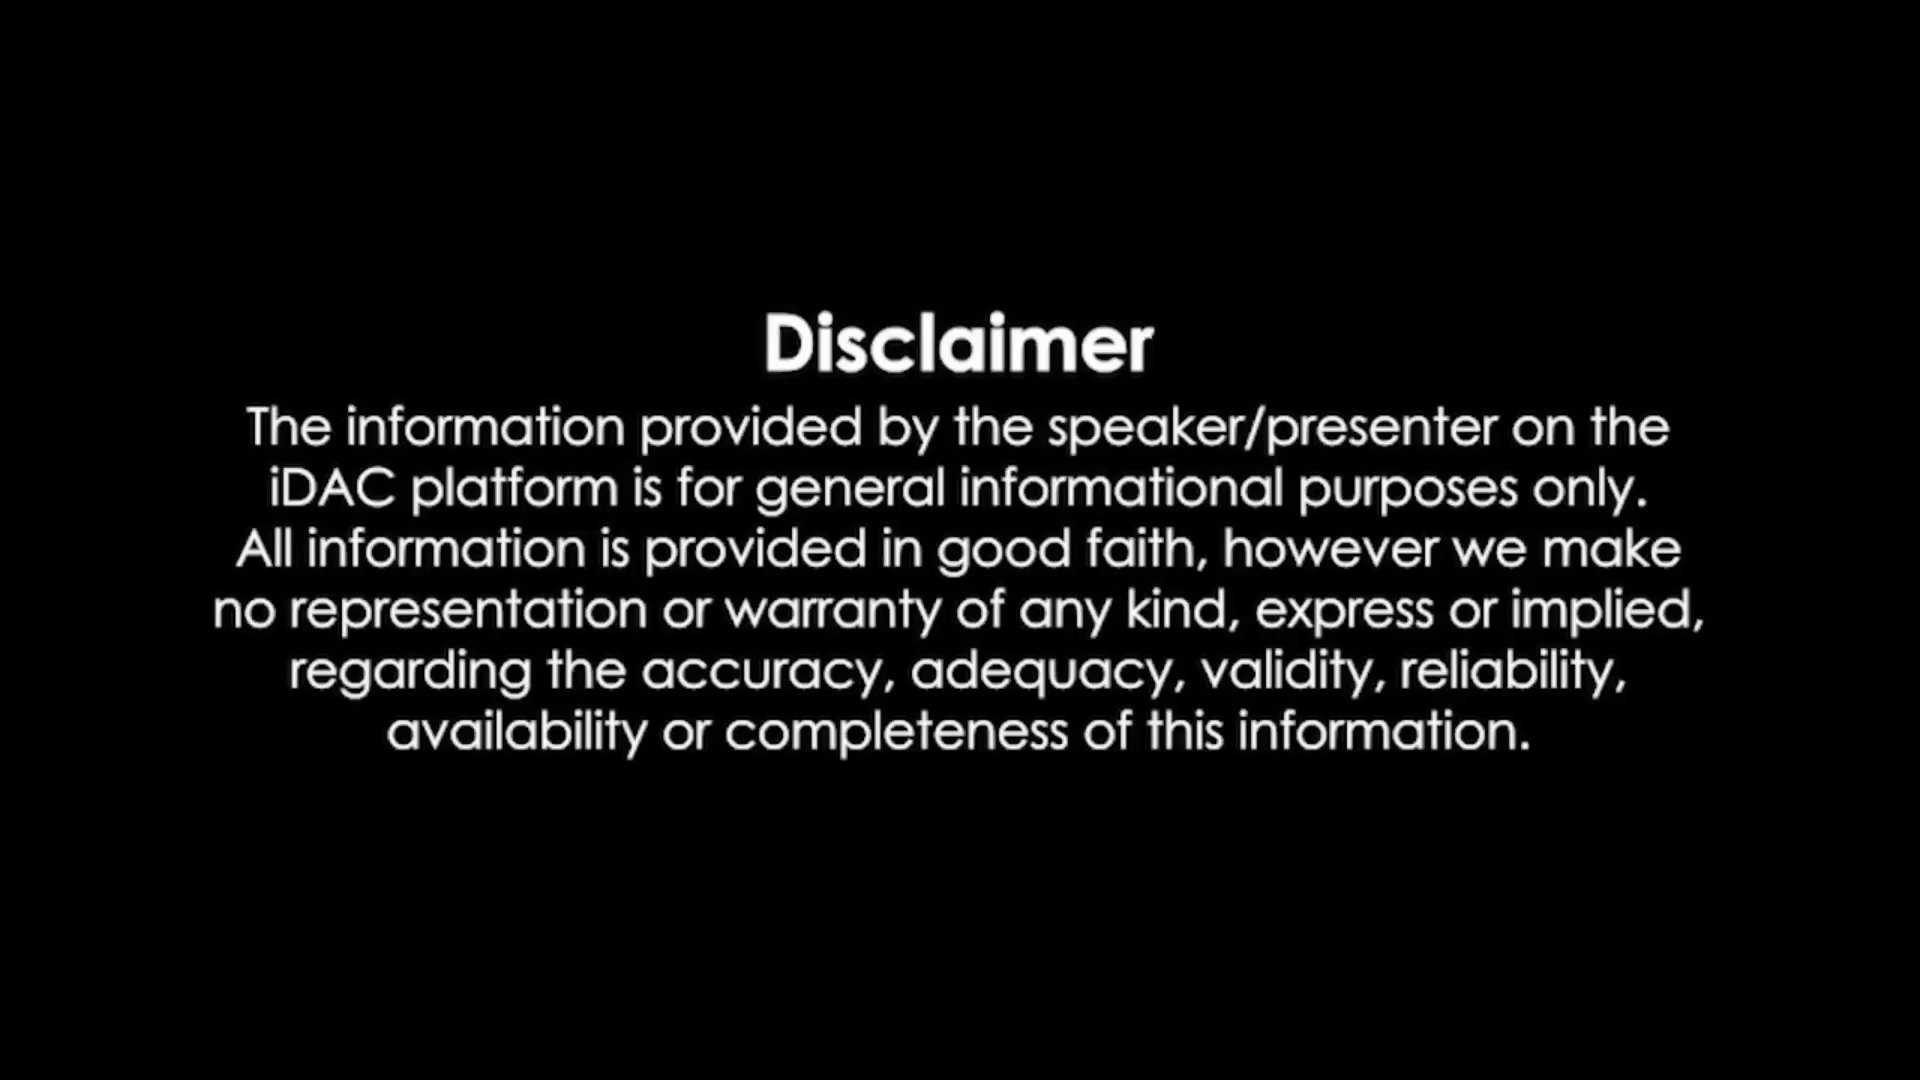 Disclaimer
The information provided by the speaker/presenter on the
iDAC platform is for general informational purposes only.
All information is provided in good faith, however we make
no representation or warranty of any kind, express or implied,
regarding the accuracy, adequacy, validity, reliability,
availability or completeness of this information.